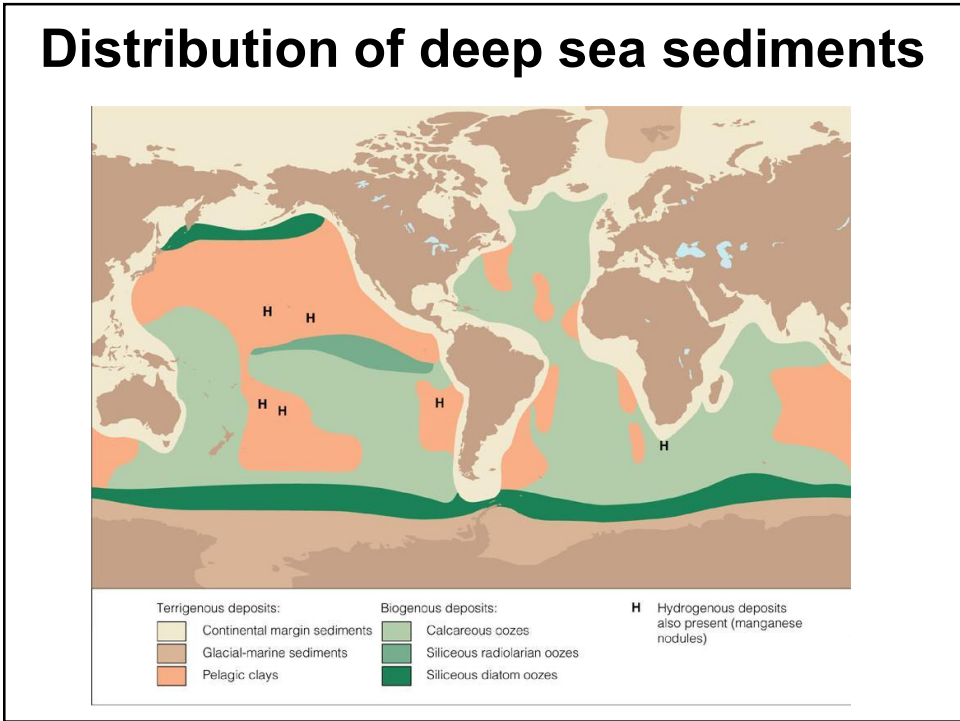 Distribution of deep sea sediments
H
H
H
H
H
H
Terrigenous deposits:
Continental margin sediments
Glacial-marine sediments
Pelagic clays
Biogenous deposits:
Calcareous oozes
Siliceous radiolarian oozes
Siliceous diatom oozes
H Hydrogenous deposits
also present (manganese
nodules)